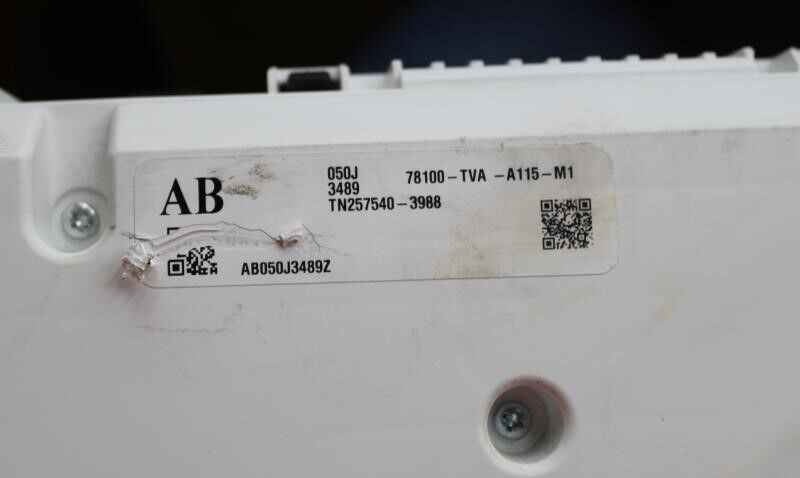 AB
050J
3489
78100-TVA -A115-M1
TN257540-3988
AB050J3489Z